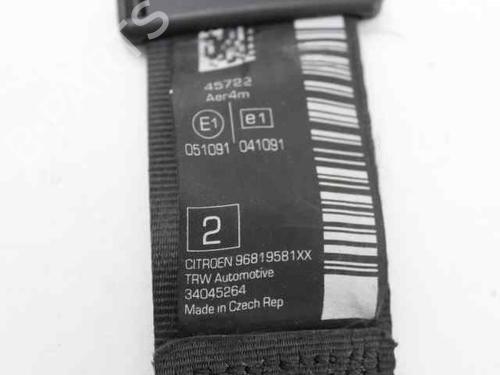 45722
Aer4m
E1 e1
051091 041091
2
CITROEN 96819581XX
TRW Automotive
34045264
Made in Czech Rep